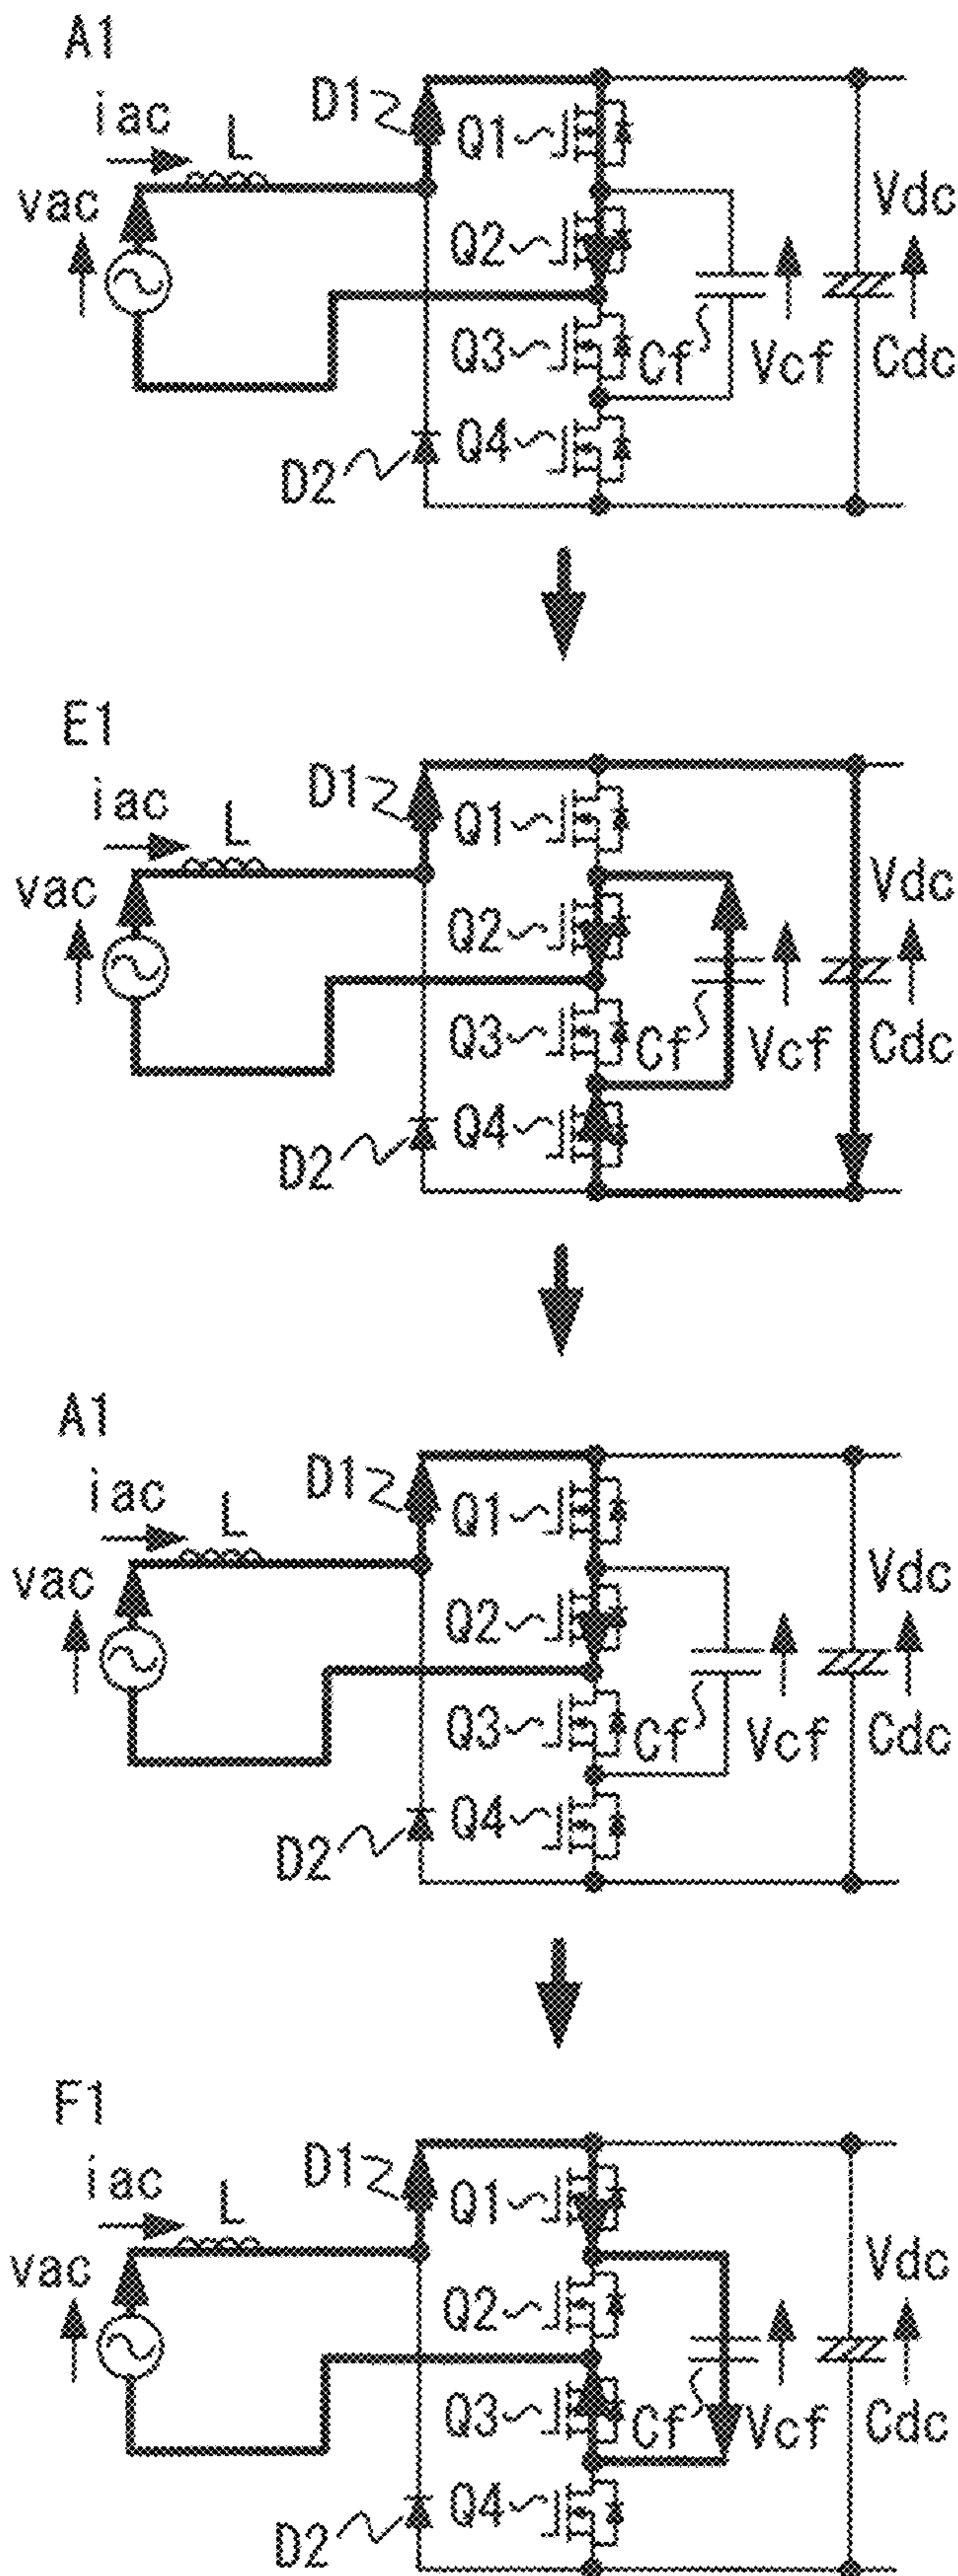 A1
iac
L
D1
Q1
vac
Q2
Vdc
Q3
Cf
Vcf
Cdc
Q4
D2
E1
iac
L
D1
Q1
vac
Q2
Vdc
Q3
Cf
Vcf
Cdc
Q4
D2
A1
iac
L
D1
Q1
vac
Q2
Vdc
Q3
Cf
Vcf
Cdc
Q4
D2
F1
iac
L
D1
Q1
vac
Q2
Vdc
Q3
Cf
Vcf
Cdc
Q4
D2